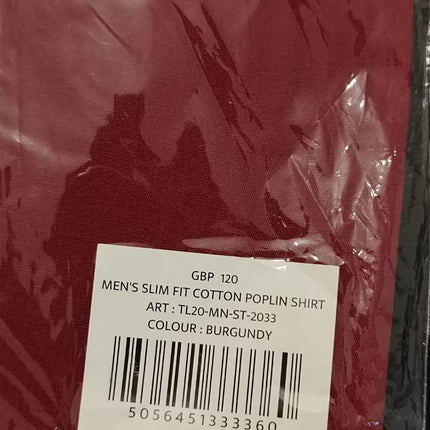 GBP 120
MEN'S SLIM FIT COTTON POPLIN SHIRT
ART : TL20-MN-ST-2033
COLOUR : BURGUNDY
5056451333360